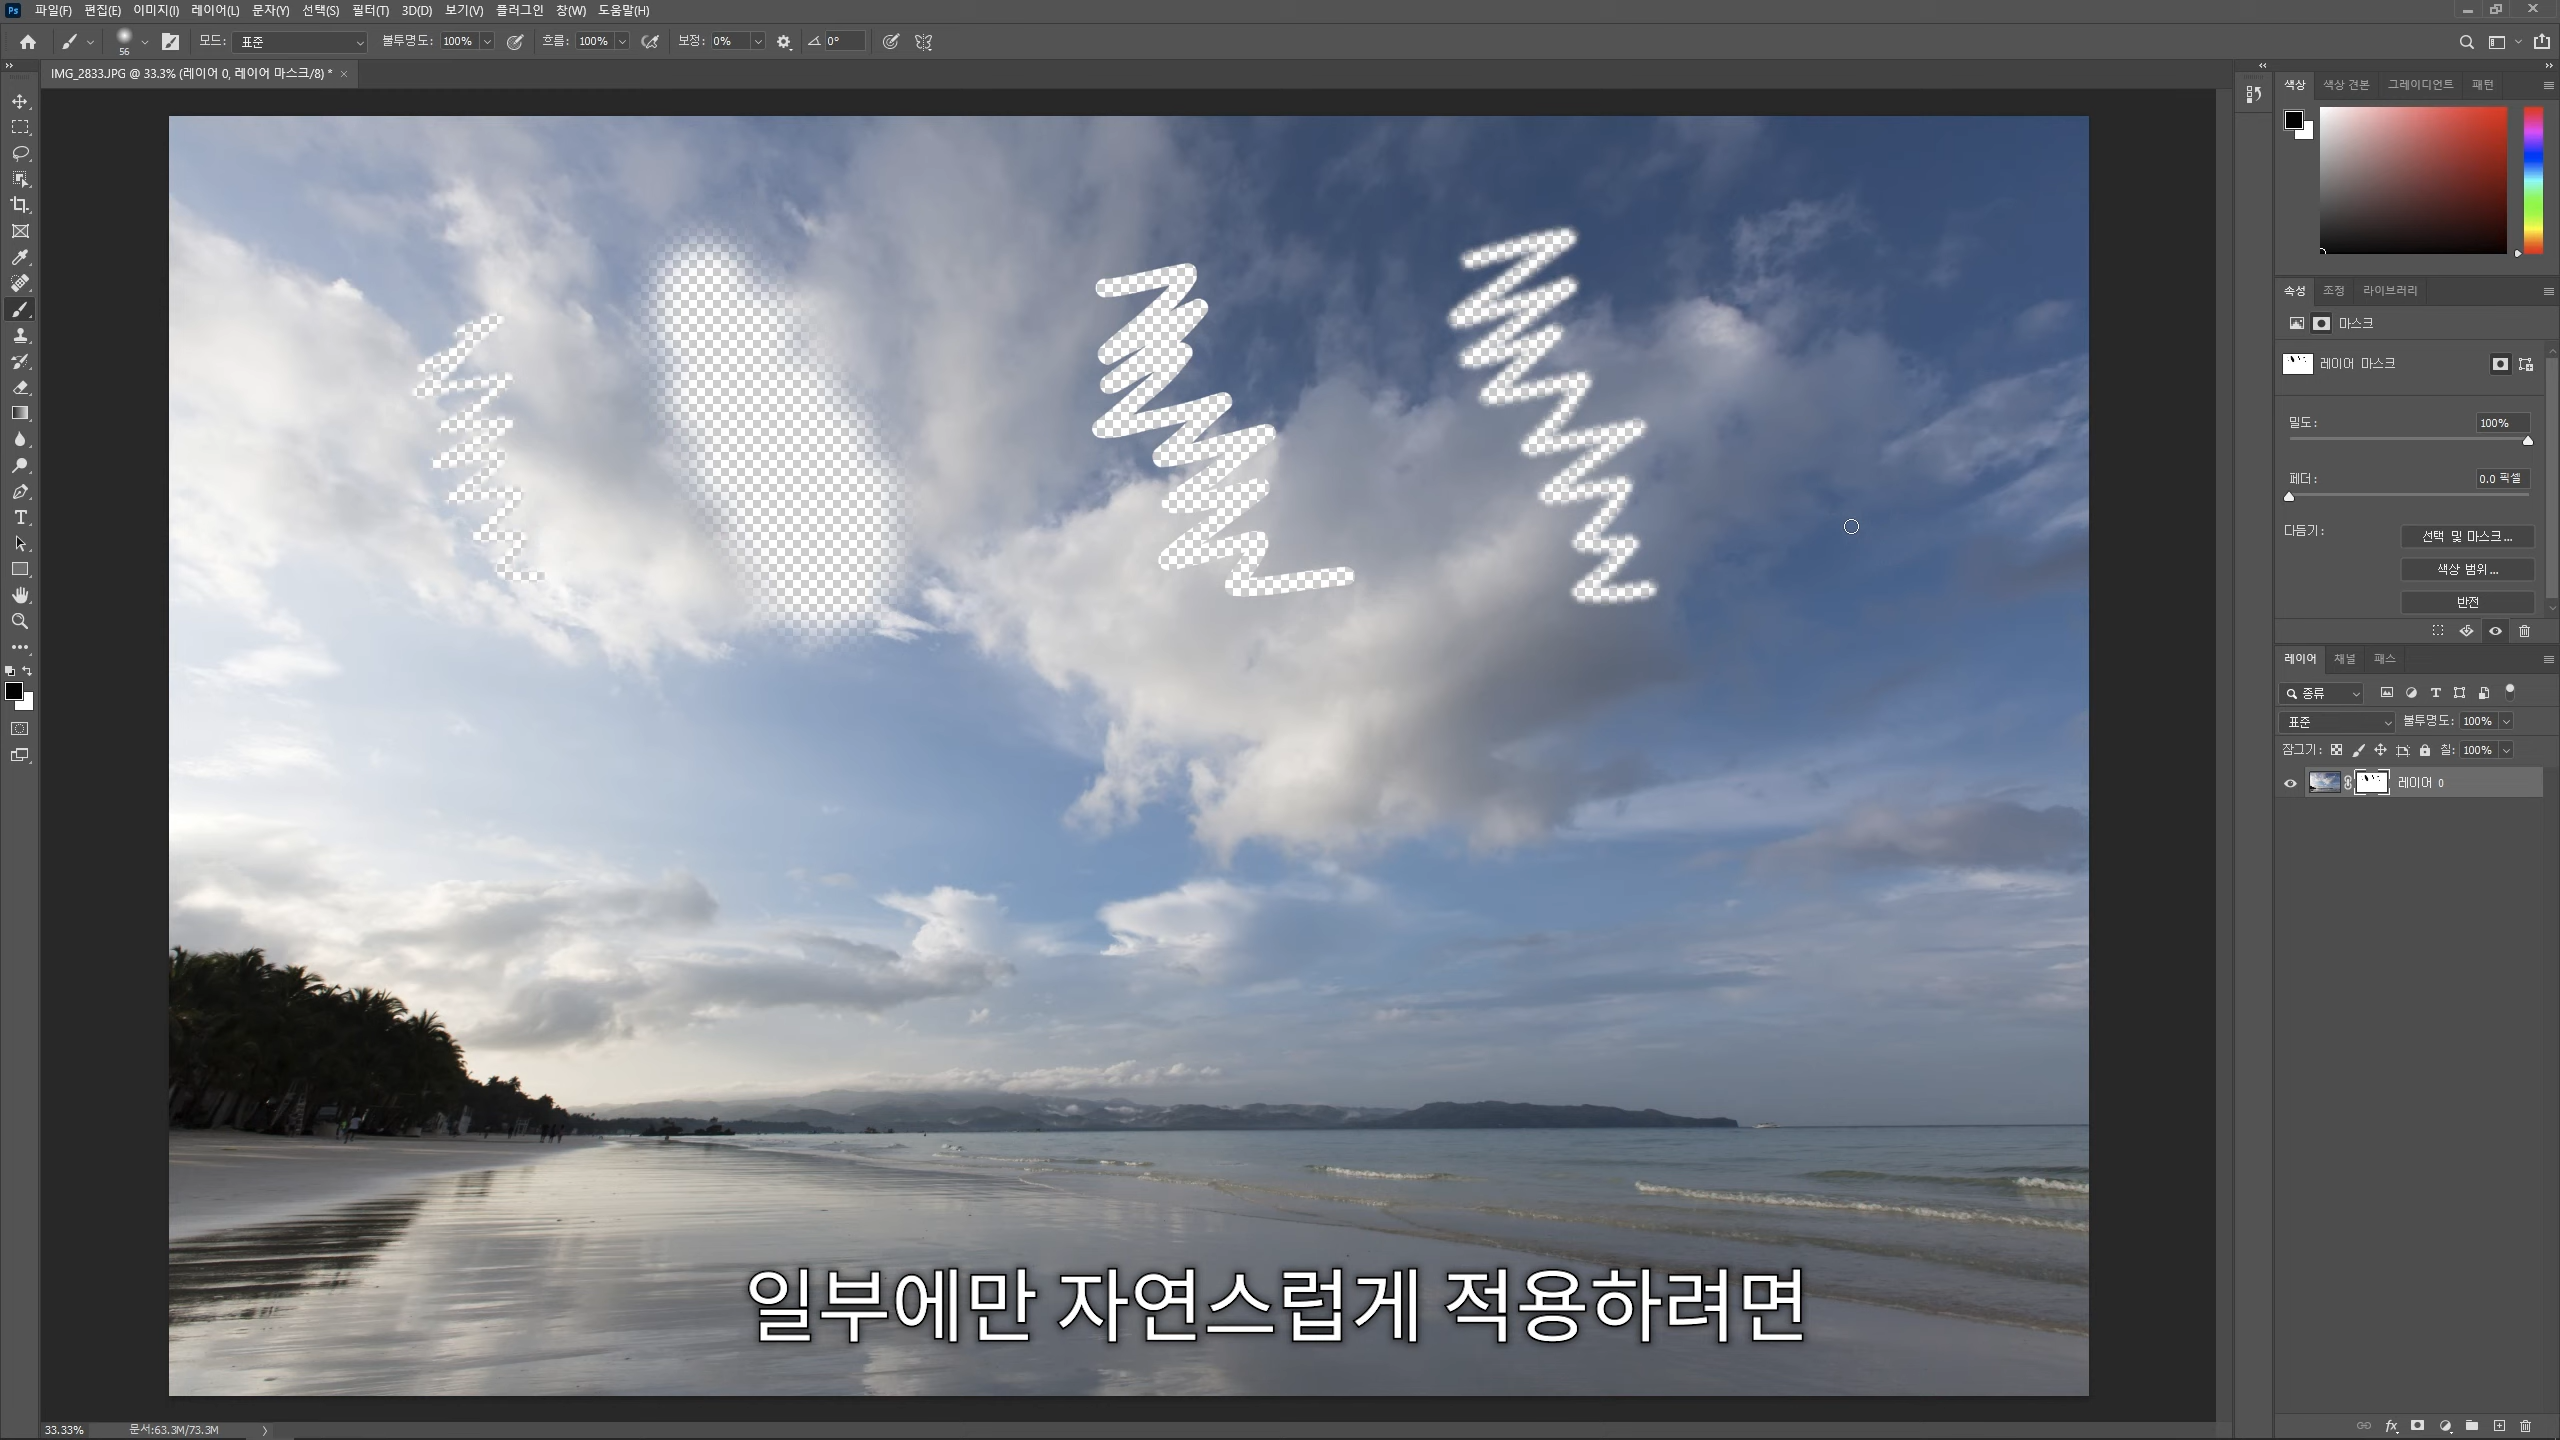 Ps 파일(F) 편집(E) 이미지(I) 레이어(L) 문자(Y) 선택(S) 필터(T) 3D(D) 보기(V) 플러그인 창(W) 도움말(H)
56 모드: 표준 불투명도: 100% 흐름: 100% 보정: 0% 0°
IMG_2833.JPG @ 33.3% (레이어 0, 레이어 마스크/8) * ×
색상 색상 견본 그레이디언트 패턴
속성 조정 라이브러리
마스크
레이어 마스크
밀도: 100%
페더: 0.0 픽셀
다듬기: 선택 및 마스크...
색상 범위...
반전
레이어 채널 패스
종류
표준 불투명도: 100%
잠그기: 칠: 100%
레이어 0
일부에만 자연스럽게 적용하려면
33.33% 문서:63.3M/73.3M
fx